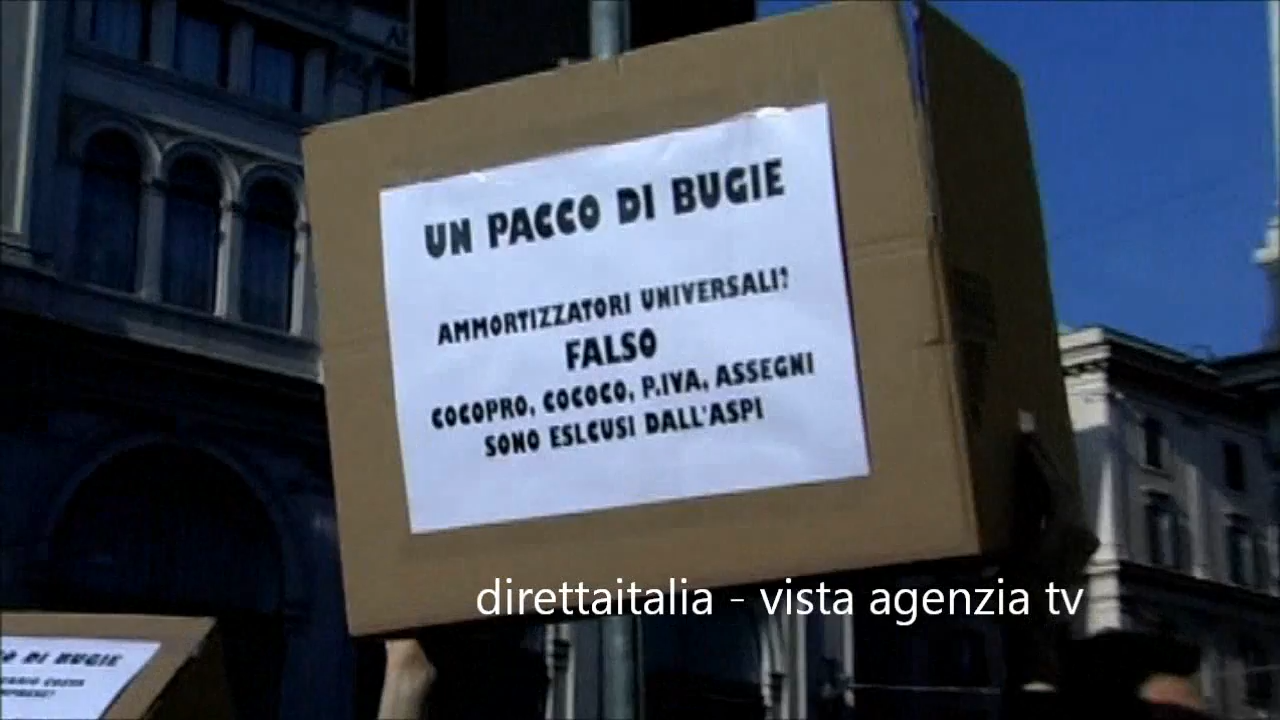 UN PACCO DI BUGIE
AMMORTIZZATORI UNIVERSALI?
FALSO
COCOPRO, COCOCO, P.IVA, ASSEGNI
SONO ESLCUSI DALL'ASPI
direttaitalia - vista agenzia tv
DI BUGIE